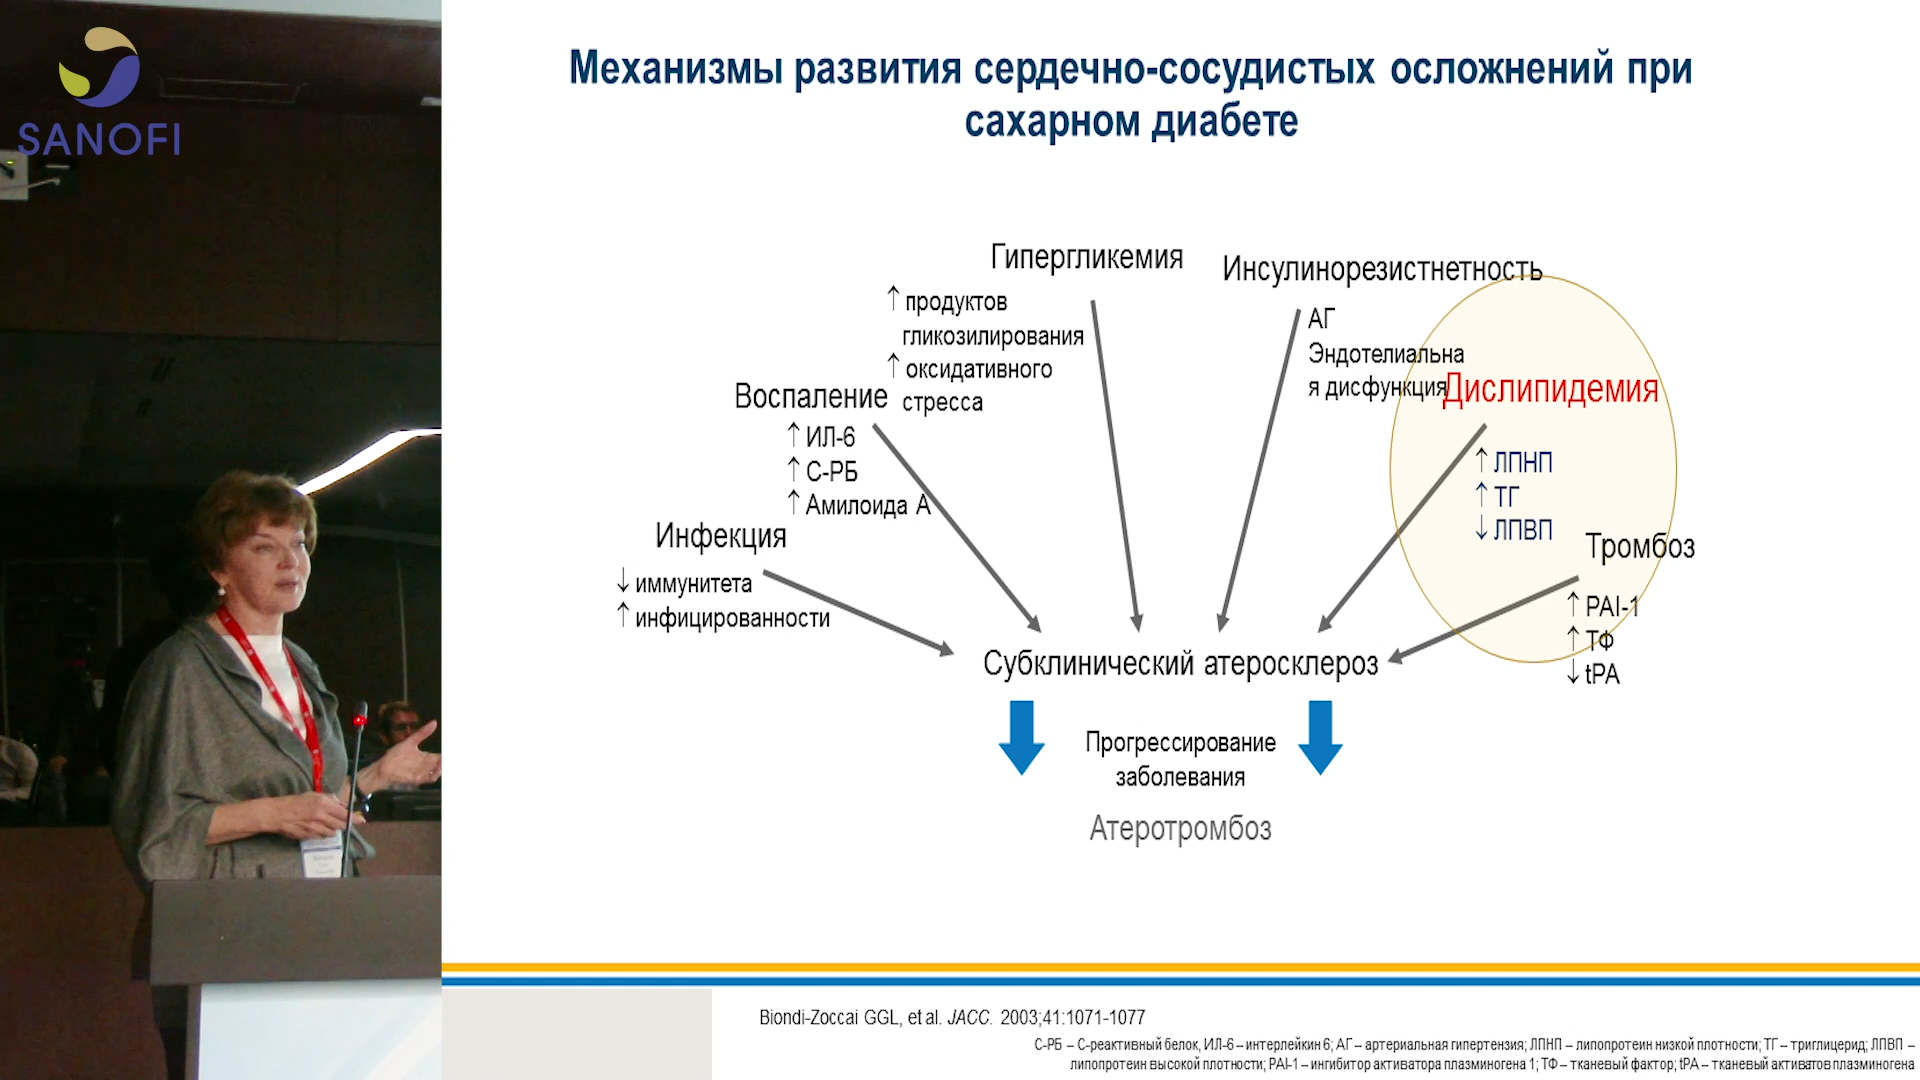 SANOFI
Механизмы развития сердечно-сосудистых осложнений при
сахарном диабете
Гипергликемия
↑ продуктов
гликозилирования
↑ оксидативного
стресса
Инсулинорезистнетность
АГ
Эндотелиальна
я дисфункция
Воспаление
↑ ИЛ-6
↑ С-РБ
↑ Амилоида А
Дислипидемия
↑ ЛПНП
↑ ТГ
↓ ЛПВП
Инфекция
↓ иммунитета
↑ инфицированности
Тромбоз
↑ PAI-1
↑ ТФ
↓ tPA
Субклинический атеросклероз
Прогрессирование
заболевания
Атеротромбоз
Biondi-Zoccai GGL, et al. JACC. 2003;41:1071-1077
С-РБ – С-реактивный белок, ИЛ-6 – интерлейкин 6; АГ – артериальная гипертензия; ЛПНП – липопротеин низкой плотности; ТГ – триглицерид; ЛПВП –
липопротеин высокой плотности; PAI-1 – ингибитор активатора плазминогена 1; ТФ – тканевый фактор; tPA – тканевый активатов плазминогена